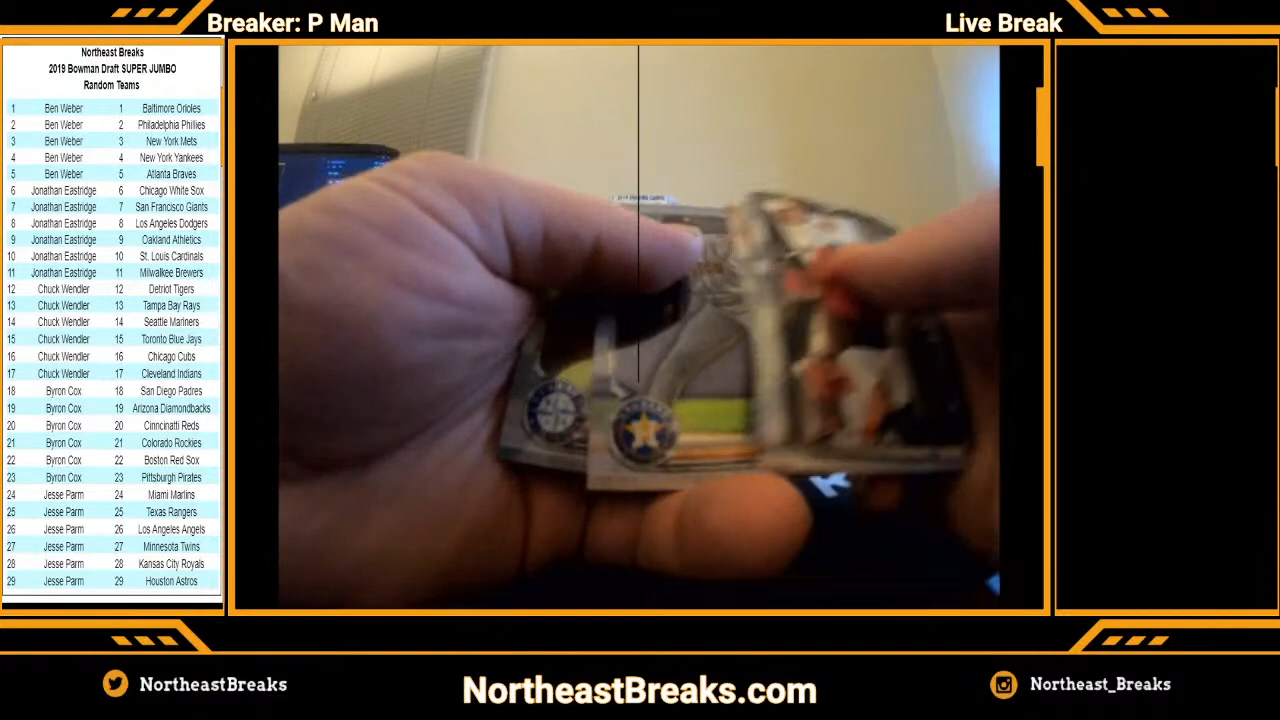 Breaker: P Man
Live Break
Northeast Breaks
2019 Bowman Draft SUPER JUMBO
Random Teams
1 Ben Weber 1 Baltimore Orioles
2 Ben Weber 2 Philadelphia Phillies
3 Ben Weber 3 New York Mets
4 Ben Weber 4 New York Yankees
5 Ben Weber 5 Atlanta Braves
6 Jonathan Eastridge 6 Chicago White Sox
7 Jonathan Eastridge 7 San Francisco Giants
8 Jonathan Eastridge 8 Los Angeles Dodgers
9 Jonathan Eastridge 9 Oakland Athletics
10 Jonathan Eastridge 10 St. Louis Cardinals
11 Jonathan Eastridge 11 Milwalkee Brewers
12 Chuck Wendler 12 Detriot Tigers
13 Chuck Wendler 13 Tampa Bay Rays
14 Chuck Wendler 14 Seattle Mariners
15 Chuck Wendler 15 Toronto Blue Jays
16 Chuck Wendler 16 Chicago Cubs
17 Chuck Wendler 17 Cleveland Indians
18 Byron Cox 18 San Diego Padres
19 Byron Cox 19 Arizona Diamondbacks
20 Byron Cox 20 Cinncinatti Reds
21 Byron Cox 21 Colorado Rockies
22 Byron Cox 22 Boston Red Sox
23 Byron Cox 23 Pittsburgh Pirates
24 Jesse Parm 24 Miami Marlins
25 Jesse Parm 25 Texas Rangers
26 Jesse Parm 26 Los Angeles Angels
27 Jesse Parm 27 Minnesota Twins
28 Jesse Parm 28 Kansas City Royals
29 Jesse Parm 29 Houston Astros
NortheastBreaks
NortheastBreaks.com
Northeast_Breaks